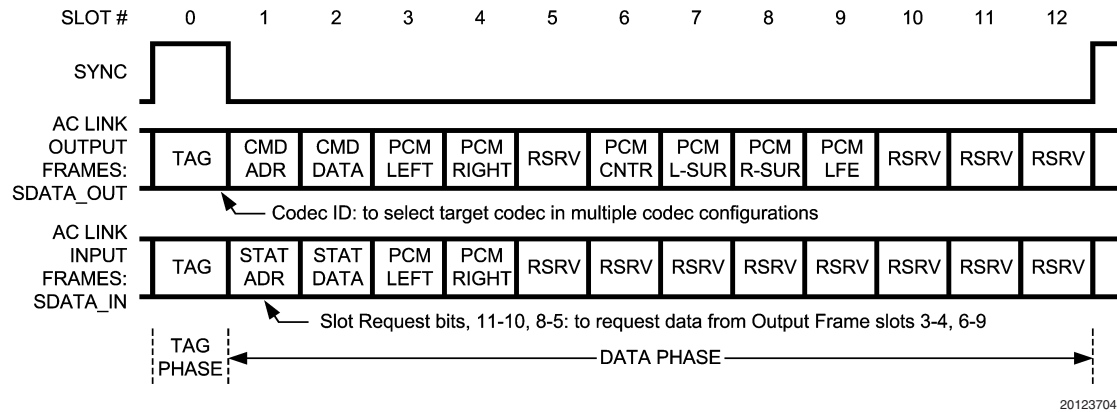 SLOT # 0 1 2 3 4 5 6 7 8 9 10 11 12
SYNC
AC LINK
OUTPUT
FRAMES:
SDATA_OUT
TAG
CMD
ADR
CMD
DATA
PCM
LEFT
PCM
RIGHT
RSRV
PCM
CNTR
PCM
L-SUR
PCM
R-SUR
PCM
LFE
RSRV
RSRV
RSRV
Codec ID: to select target codec in multiple codec configurations
AC LINK
INPUT
FRAMES:
SDATA_IN
TAG
STAT
ADR
STAT
DATA
PCM
LEFT
PCM
RIGHT
RSRV
RSRV
RSRV
RSRV
RSRV
RSRV
RSRV
RSRV
Slot Request bits, 11-10, 8-5: to request data from Output Frame slots 3-4, 6-9
TAG
PHASE
DATA PHASE
20123704